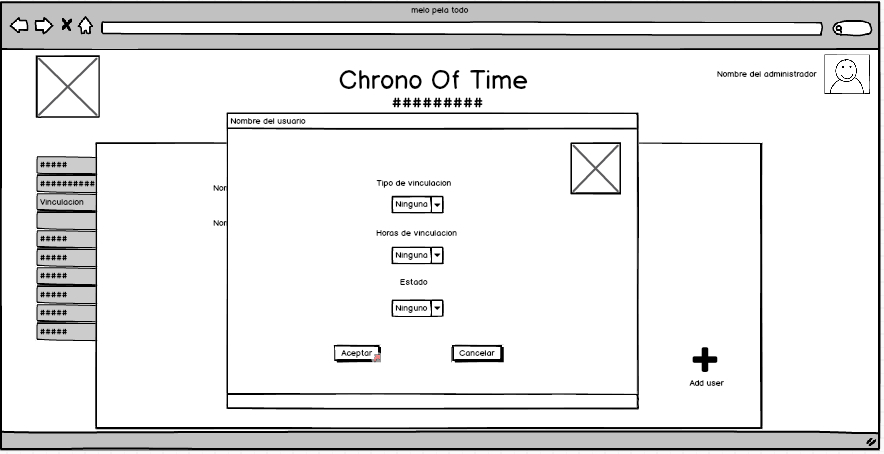 melo pela todo
Chrono Of Time
#########
Nombre del administrador
Nombre del usuario
#####
##########
Vinculacion
#####
#####
#####
#####
#####
#####
Nor
Nor
Tipo de vinculacion
Ninguna
Horas de vinculacion
Ninguna
Estado
Ninguno
Aceptar
Cancelar
Add user